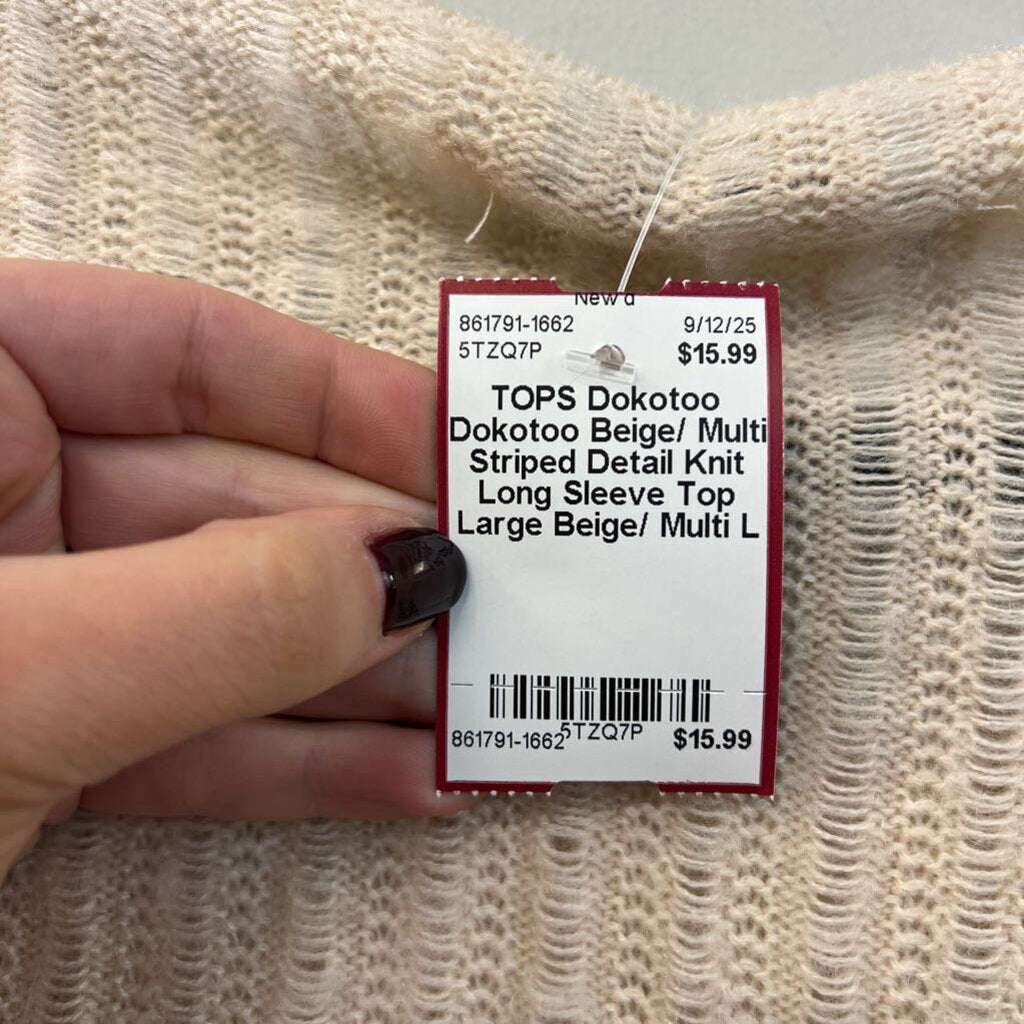 New
861791-1662 9/12/25
5TZQ7P $15.99
TOPS Dokotoo
Dokotoo Beige/ Multi
Striped Detail Knit
Long Sleeve Top
Large Beige/ Multi L
5TZQ7P
861791-1662 $15.99